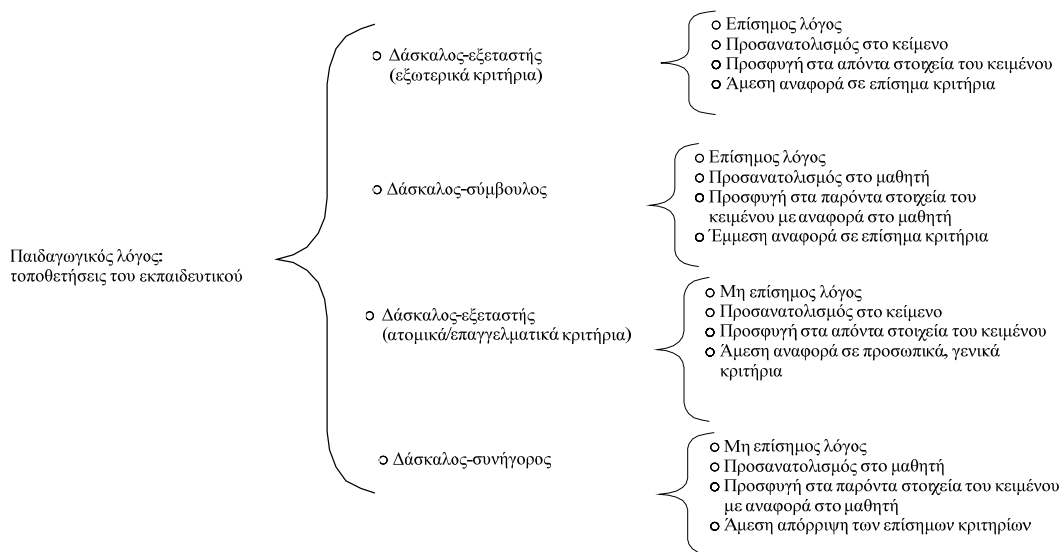 Παιδαγωγικός λόγος:
τοποθετήσεις του εκπαιδευτικού
Δάσκαλος-εξεταστής
(εξωτερικά κριτήρια)
Επίσημος λόγος
Προσανατολισμός στο κείμενο
Προσφυγή στα απόντα στοιχεία του κειμένου
Άμεση αναφορά σε επίσημα κριτήρια
Δάσκαλος-σύμβουλος
Επίσημος λόγος
Προσανατολισμός στο μαθητή
Προσφυγή στα παρόντα στοιχεία του
κειμένου με αναφορά στο μαθητή
Έμμεση αναφορά σε επίσημα κριτήρια
Δάσκαλος-εξεταστής
(ατομικά/επαγγελματικά κριτήρια)
Μη επίσημος λόγος
Προσανατολισμός στο κείμενο
Προσφυγή στα απόντα στοιχεία του κειμένου
Άμεση αναφορά σε προσωπικά, γενικά
κριτήρια
Δάσκαλος-συνήγορος
Μη επίσημος λόγος
Προσανατολισμός στο μαθητή
Προσφυγή στα παρόντα στοιχεία του κειμένου
με αναφορά στο μαθητή
Άμεση απόρριψη των επίσημων κριτηρίων